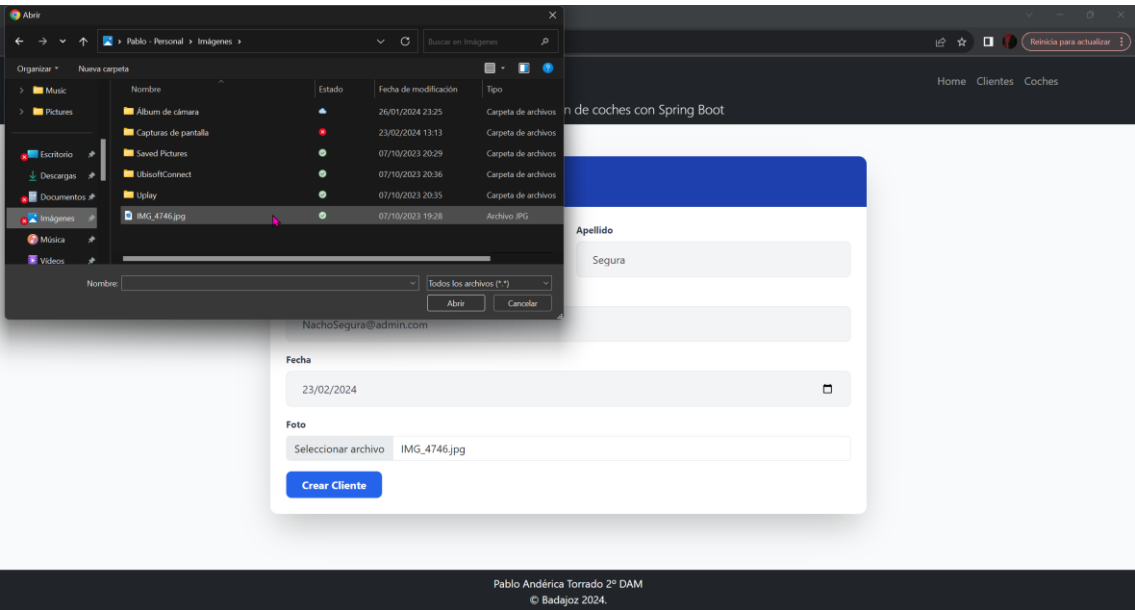 Abrir
Pablo - Personal > Imágenes >
Buscar en Imágenes
Reinicia para actualizar
Organizar
Nueva carpeta
Home Clientes Coches
Music
Pictures
Escritorio
Descargas
Documentos
Imágenes
Música
Vídeos
Nombre Estado Fecha de modificación Tipo
Álbum de cámara 26/01/2024 23:25 Carpeta de archivos
Capturas de pantalla 23/02/2024 13:13 Carpeta de archivos
Saved Pictures 07/10/2023 20:29 Carpeta de archivos
UbisoftConnect 07/10/2023 20:36 Carpeta de archivos
Uplay 07/10/2023 20:35 Carpeta de archivos
IMG_4746.jpg 07/10/2023 19:28 Archivo JPG
Nombre:
Todos los archivos (*.*)
Abrir
Cancelar
n de coches con Spring Boot
Apellido
Segura
NachoSegura@admin.com
Fecha
23/02/2024
Foto
Seleccionar archivo IMG_4746.jpg
Crear Cliente
Pablo Andérica Torrado 2º DAM
© Badajoz 2024.